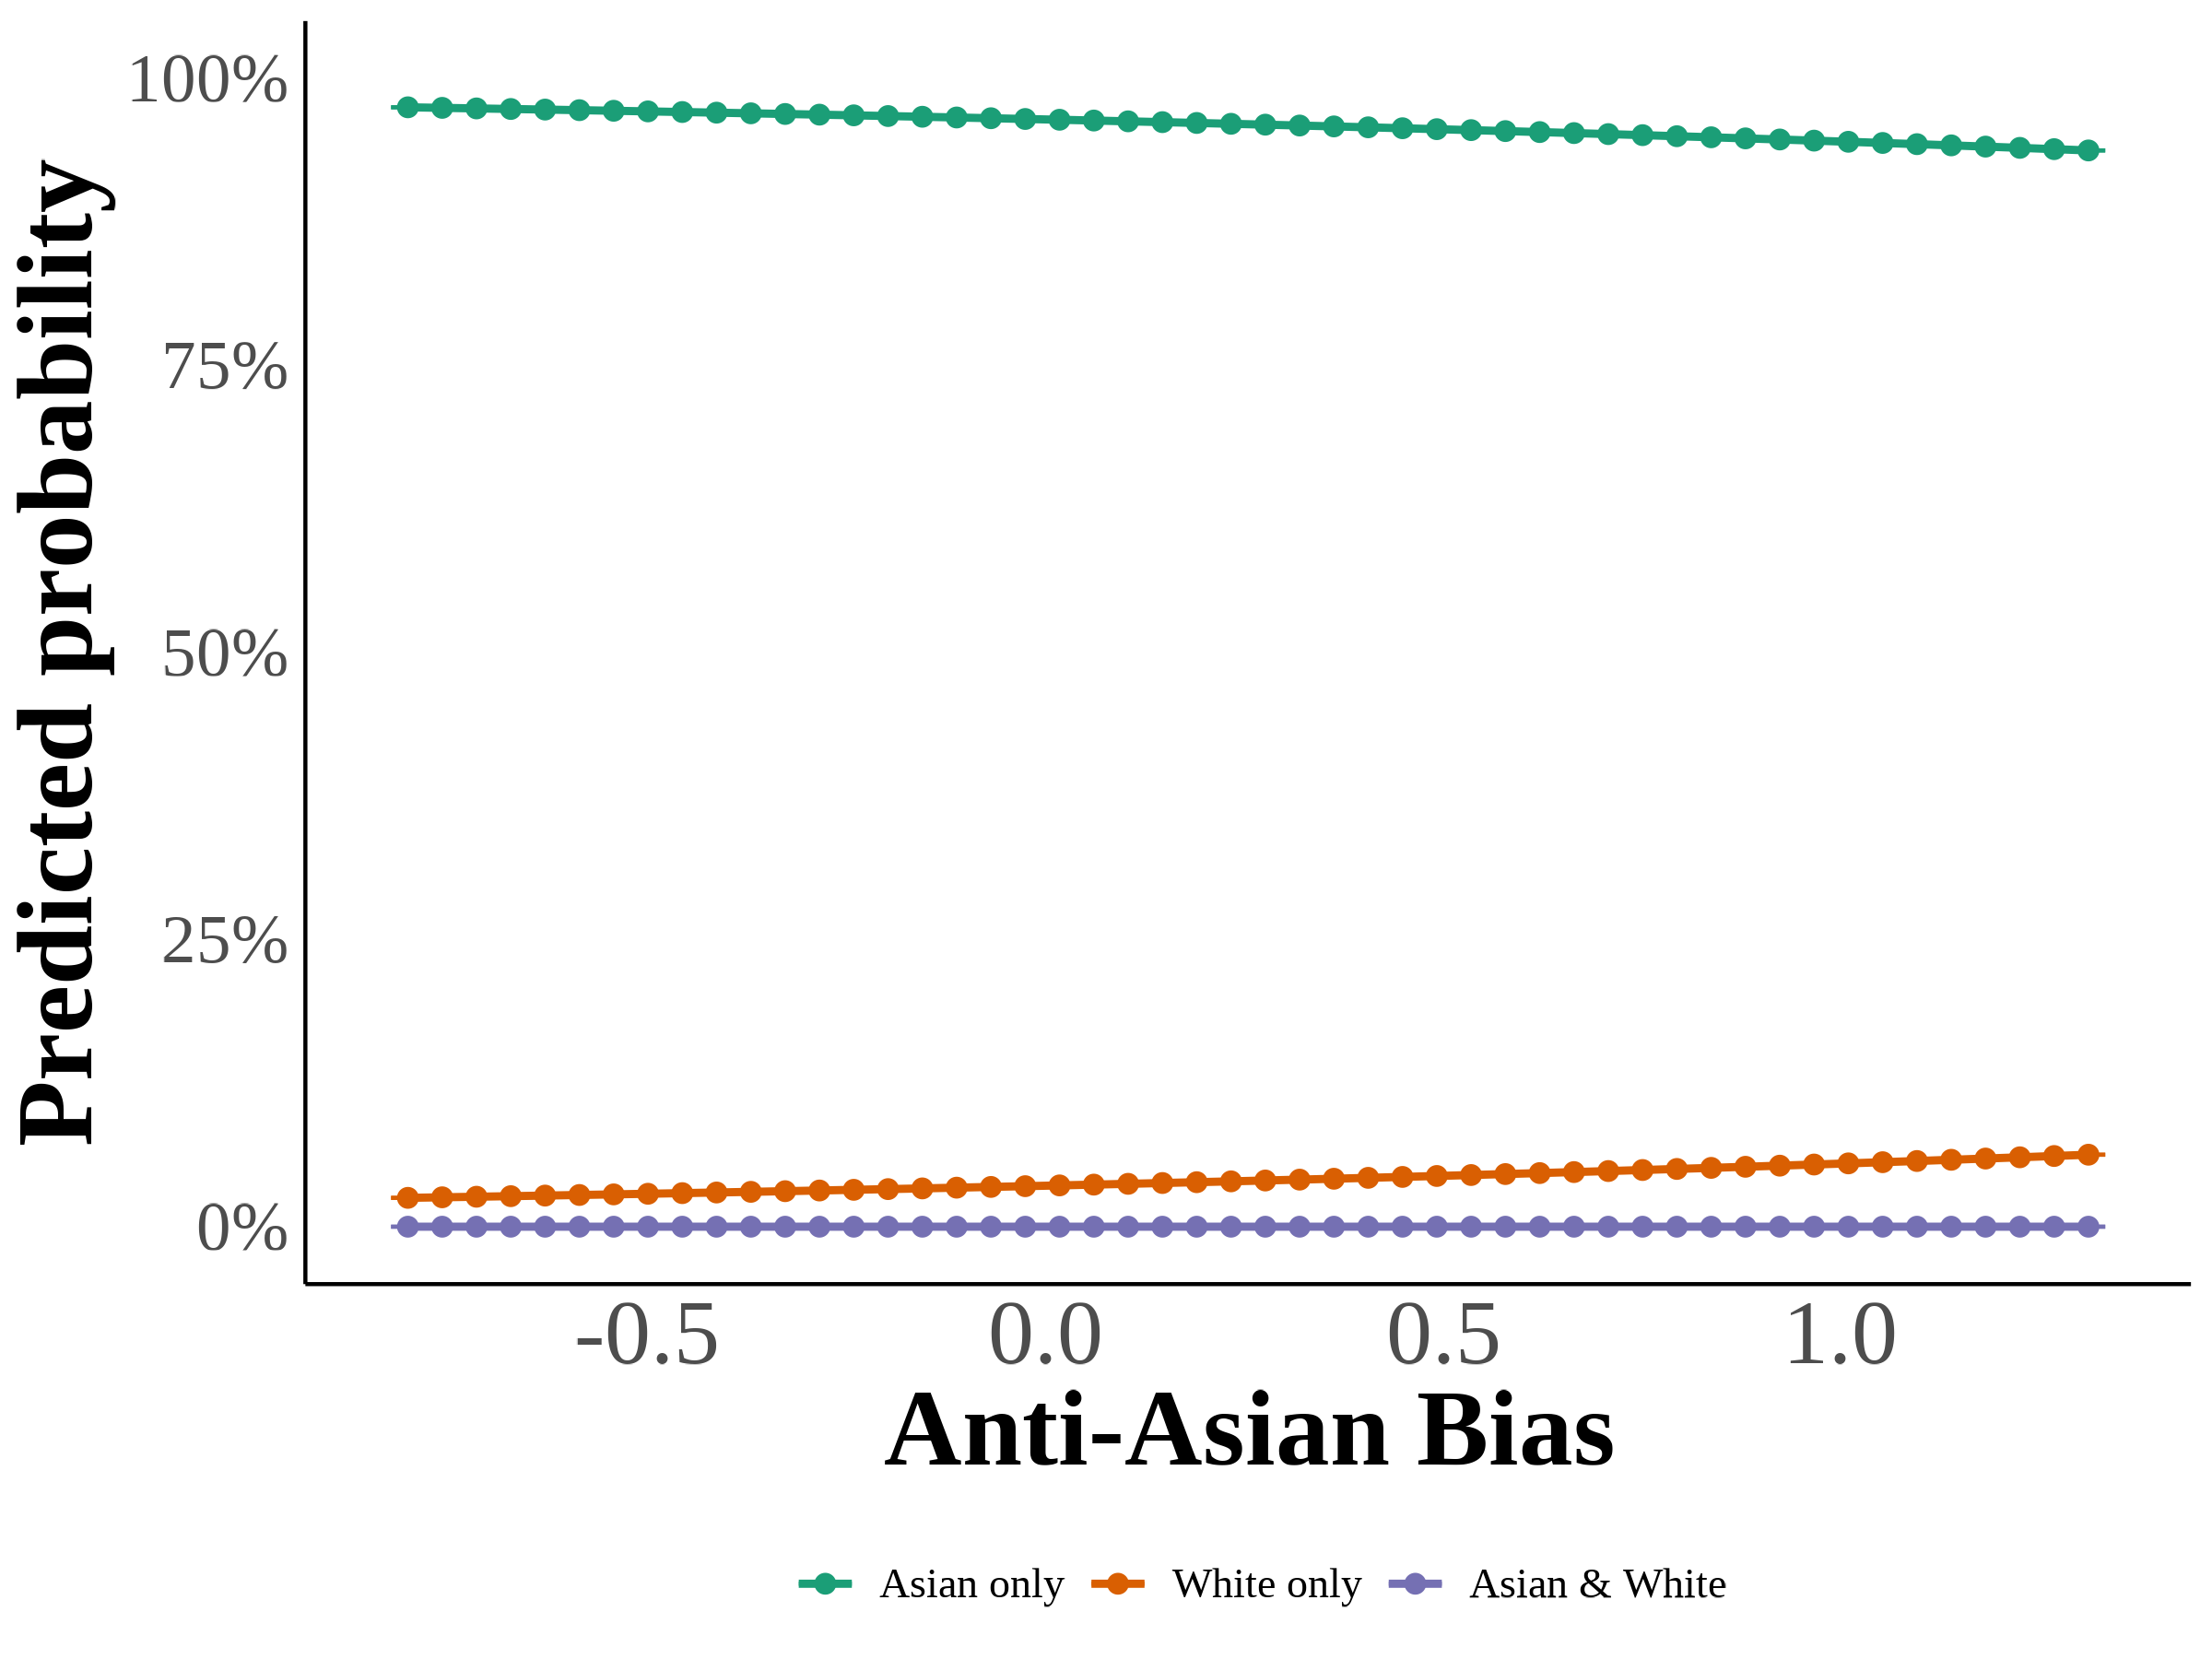 Predicted probability
100%
75%
50%
25%
0%
-0.5 0.0 0.5 1.0
Anti-Asian Bias
Asian only White only Asian & White